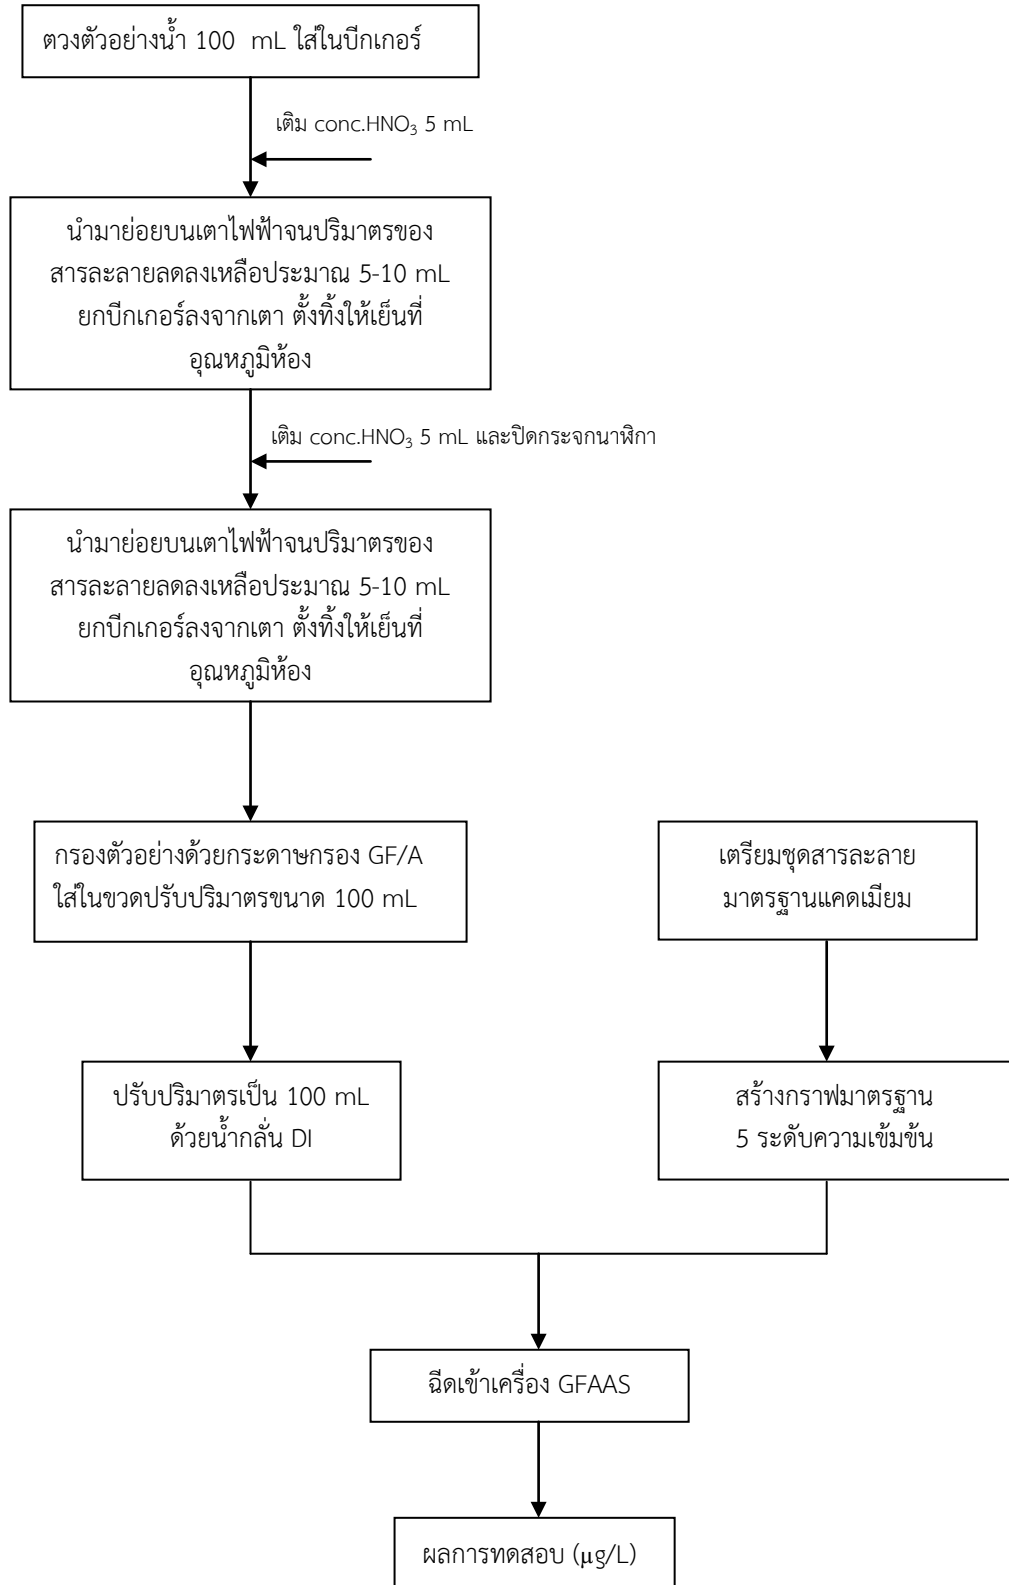 ตวงตัวอย่างน้ำ 100 mL ใส่ในบีกเกอร์
เติม conc.HNO₃ 5 mL
นำมาย่อยบนเตาไฟฟ้าจนปริมาตรของ
สารละลายลดลงเหลือประมาณ 5-10 mL
ยกบีกเกอร์ลงจากเตา ตั้งทิ้งให้เย็นที่
อุณหภูมิห้อง
เติม conc.HNO₃ 5 mL และปิดกระจกนาฬิกา
นำมาย่อยบนเตาไฟฟ้าจนปริมาตรของ
สารละลายลดลงเหลือประมาณ 5-10 mL
ยกบีกเกอร์ลงจากเตา ตั้งทิ้งให้เย็นที่
อุณหภูมิห้อง
กรองตัวอย่างด้วยกระดาษกรอง GF/A
ใส่ในขวดปรับปริมาตรขนาด 100 mL
เตรียมชุดสารละลาย
มาตรฐานแคดเมียม
ปรับปริมาตรเป็น 100 mL
ด้วยน้ำกลั่น DI
สร้างกราฟมาตรฐาน
5 ระดับความเข้มข้น
ฉีดเข้าเครื่อง GFAAS
ผลการทดสอบ (µg/L)